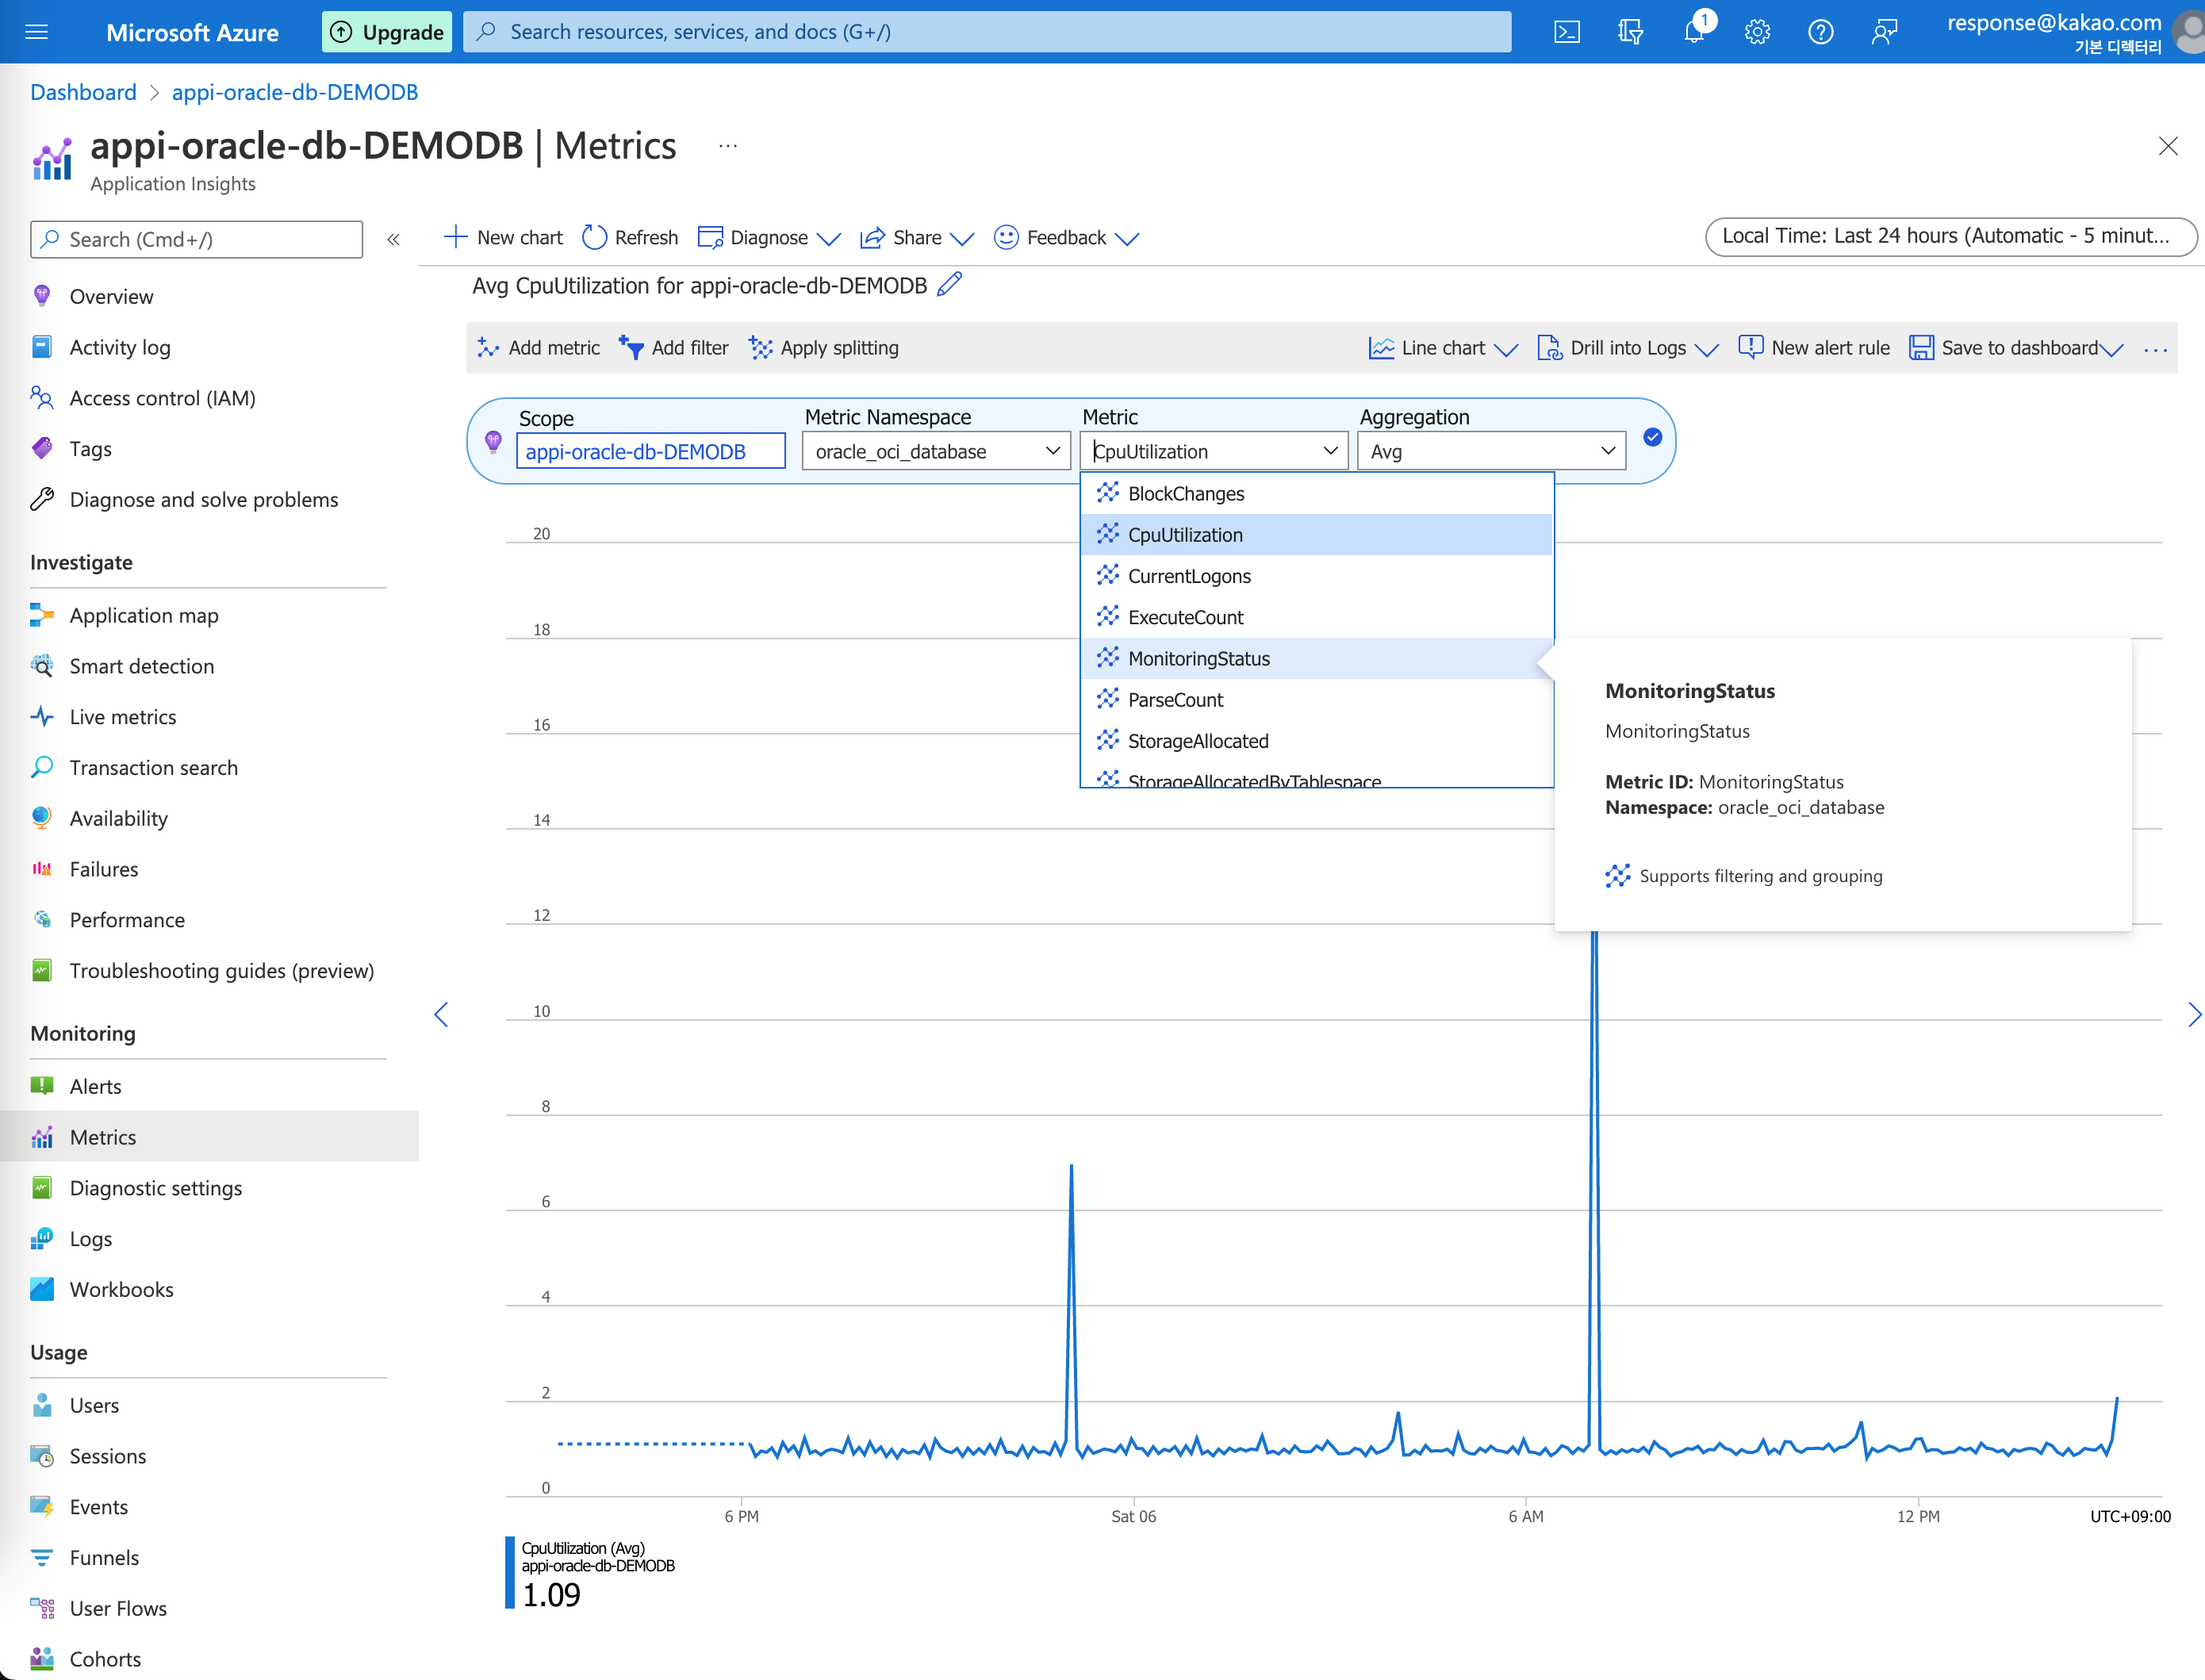 Microsoft Azure
Upgrade
Search resources, services, and docs (G+/)
1
response@kakao.com
기본 디렉터리
Dashboard > appi-oracle-db-DEMODB
appi-oracle-db-DEMODB | Metrics ...
Application Insights
Search (Cmd+/)
«
New chart
Refresh
Diagnose
Share
Feedback
Local Time: Last 24 hours (Automatic - 5 minut...
Overview
Activity log
Access control (IAM)
Tags
Diagnose and solve problems
Investigate
Application map
Smart detection
Live metrics
Transaction search
Availability
Failures
Performance
Troubleshooting guides (preview)
Monitoring
Alerts
Metrics
Diagnostic settings
Logs
Workbooks
Usage
Users
Sessions
Events
Funnels
User Flows
Cohorts
Avg CpuUtilization for appi-oracle-db-DEMODB
Add metric
Add filter
Apply splitting
Line chart
Drill into Logs
New alert rule
Save to dashboard
...
Scope
appi-oracle-db-DEMODB
Metric Namespace
oracle_oci_database
Metric
CpuUtilization
Aggregation
Avg
BlockChanges
CpuUtilization
CurrentLogons
ExecuteCount
MonitoringStatus
ParseCount
StorageAllocated
StorageAllocatedByTablespace
MonitoringStatus
MonitoringStatus
Metric ID: MonitoringStatus
Namespace: oracle_oci_database
Supports filtering and grouping
20
18
16
14
12
10
8
6
4
2
0
6 PM
Sat 06
6 AM
12 PM
UTC+09:00
CpuUtilization (Avg)
appi-oracle-db-DEMODB
1.09